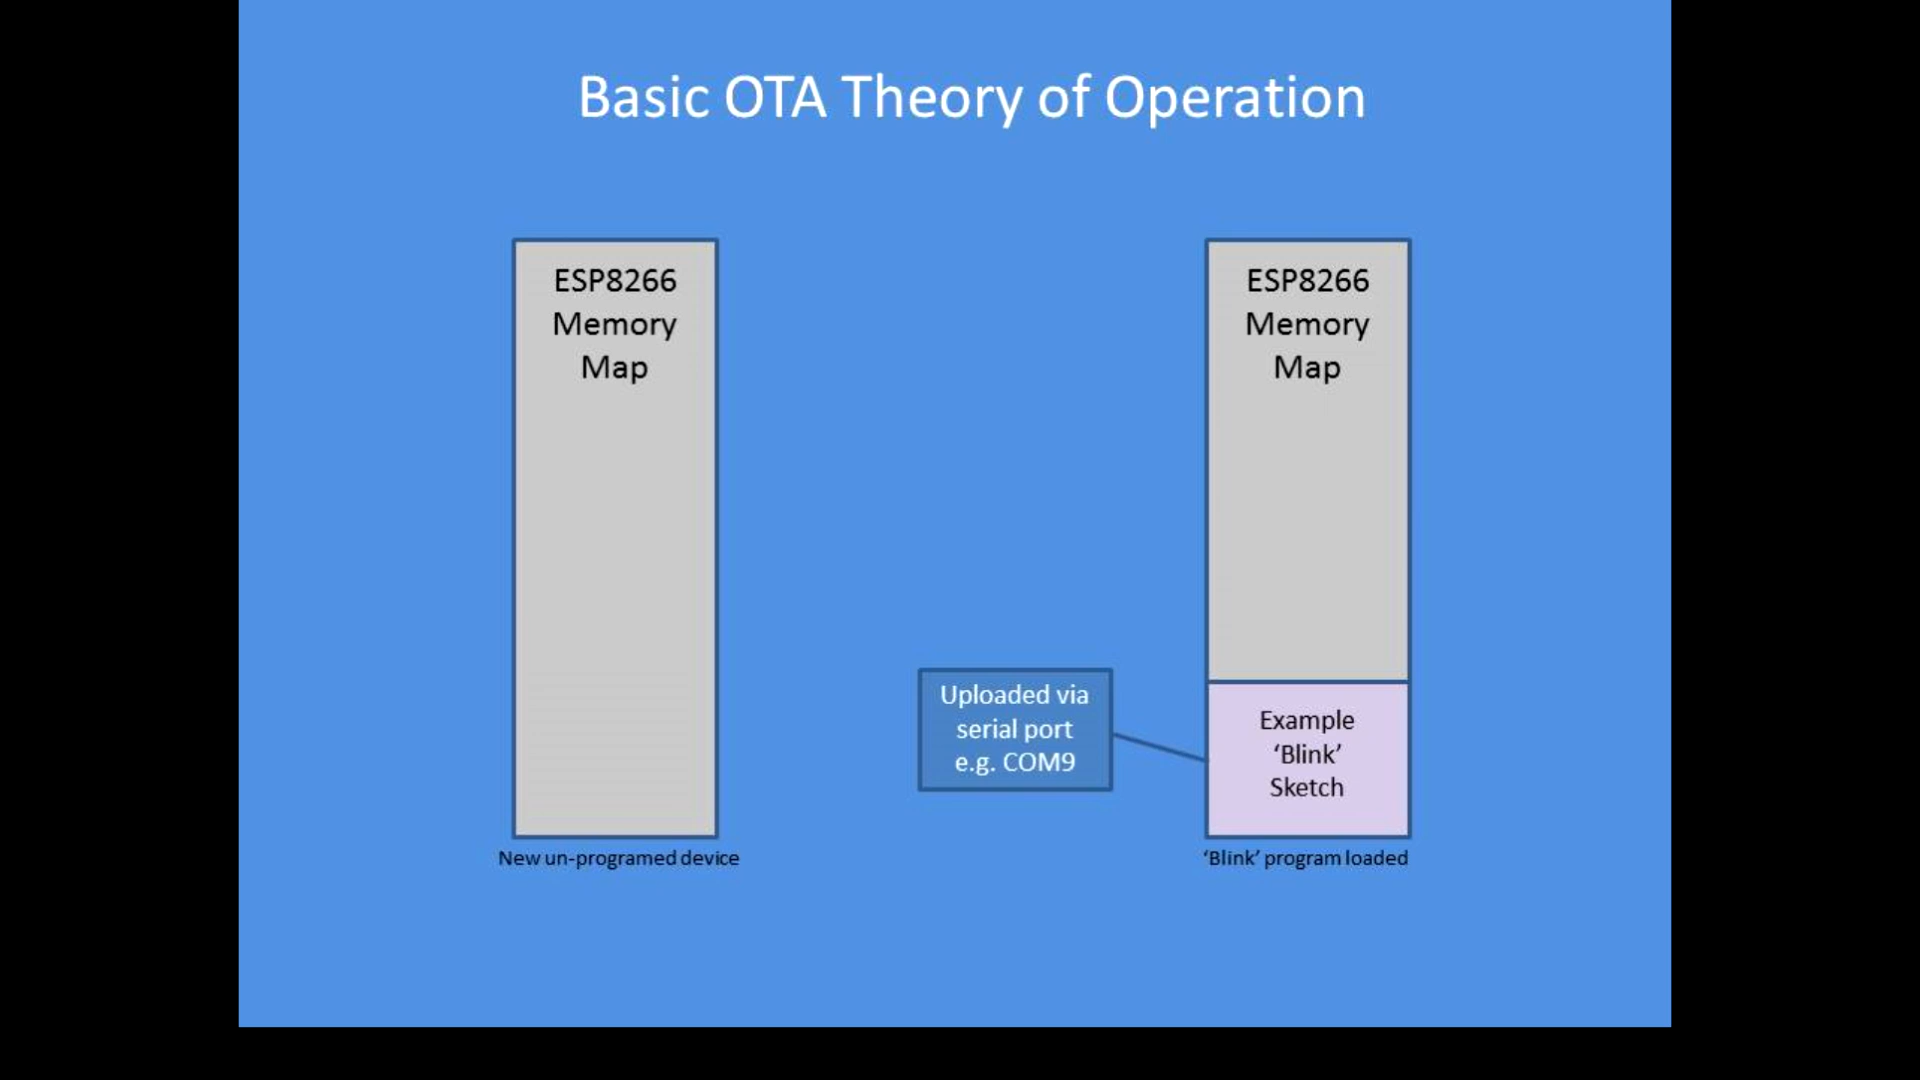 Basic OTA Theory of Operation
ESP8266
Memory
Map
New un-programed device
Uploaded via
serial port
e.g. COM9
ESP8266
Memory
Map
Example
‘Blink’
Sketch
‘Blink’ program loaded